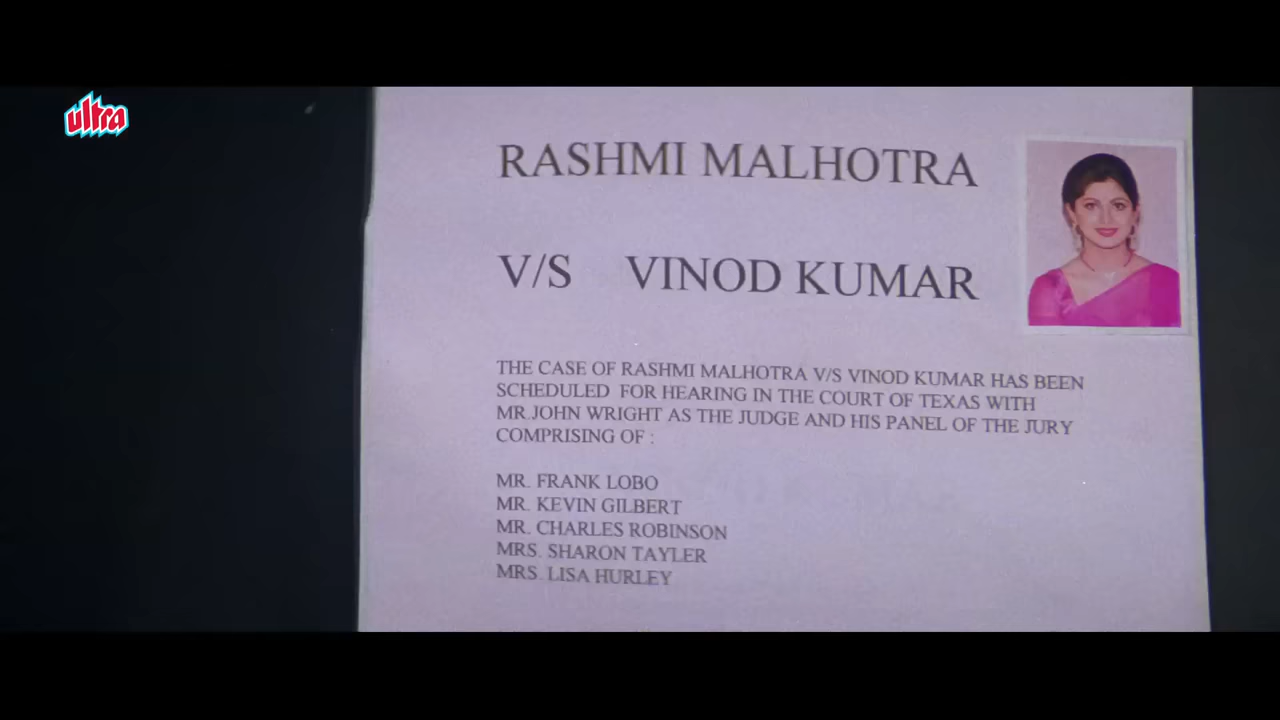 ultra
RASHMI MALHOTRA
V/S VINOD KUMAR
THE CASE OF RASHMI MALHOTRA V/S VINOD KUMAR HAS BEEN
SCHEDULED FOR HEARING IN THE COURT OF TEXAS WITH
MR.JOHN WRIGHT AS THE JUDGE AND HIS PANEL OF THE JURY
COMPRISING OF :
MR. FRANK LOBO
MR. KEVIN GILBERT
MR. CHARLES ROBINSON
MRS. SHARON TAYLER
MRS. LISA HURLEY